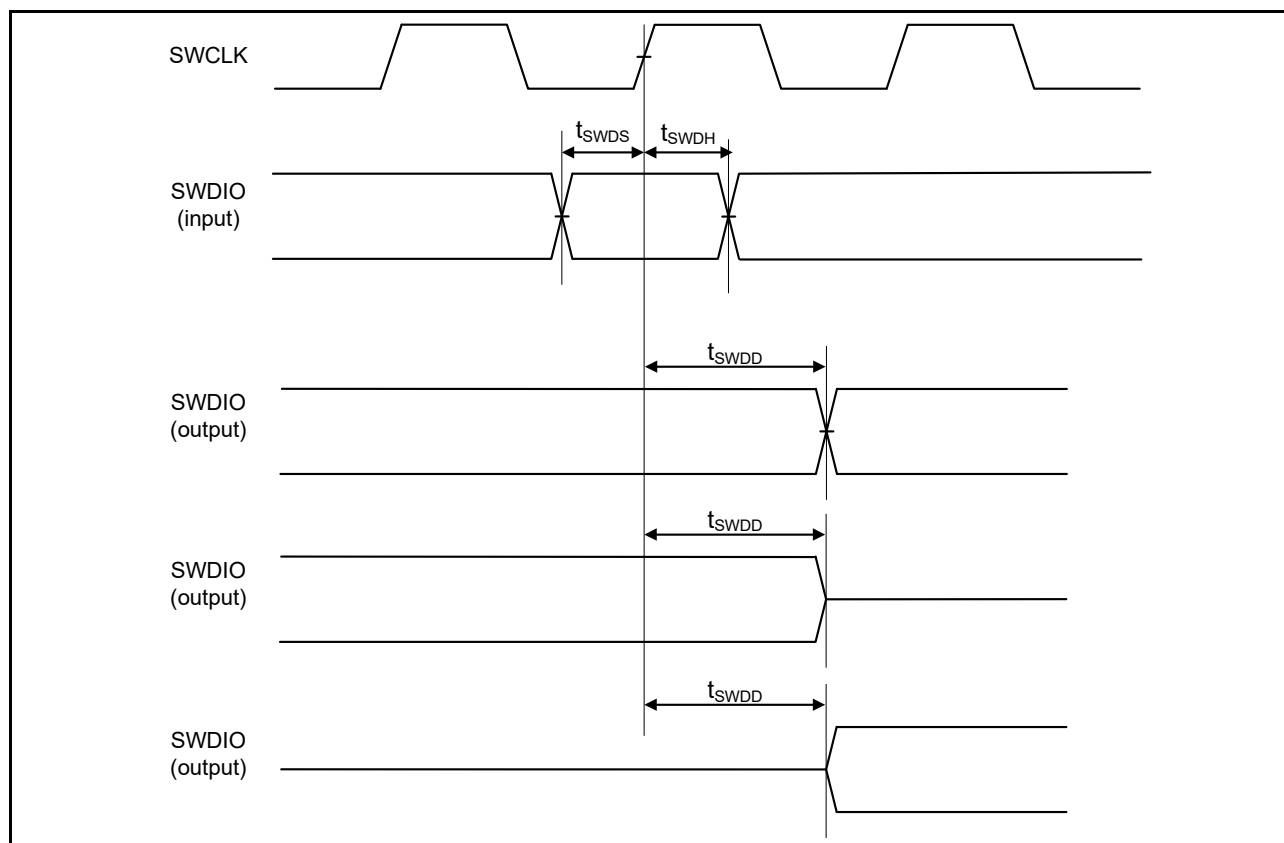 SWCLK
tSWDS
tSWDH
SWDIO
(input)
tSWDD
SWDIO
(output)
tSWDD
SWDIO
(output)
tSWDD
SWDIO
(output)